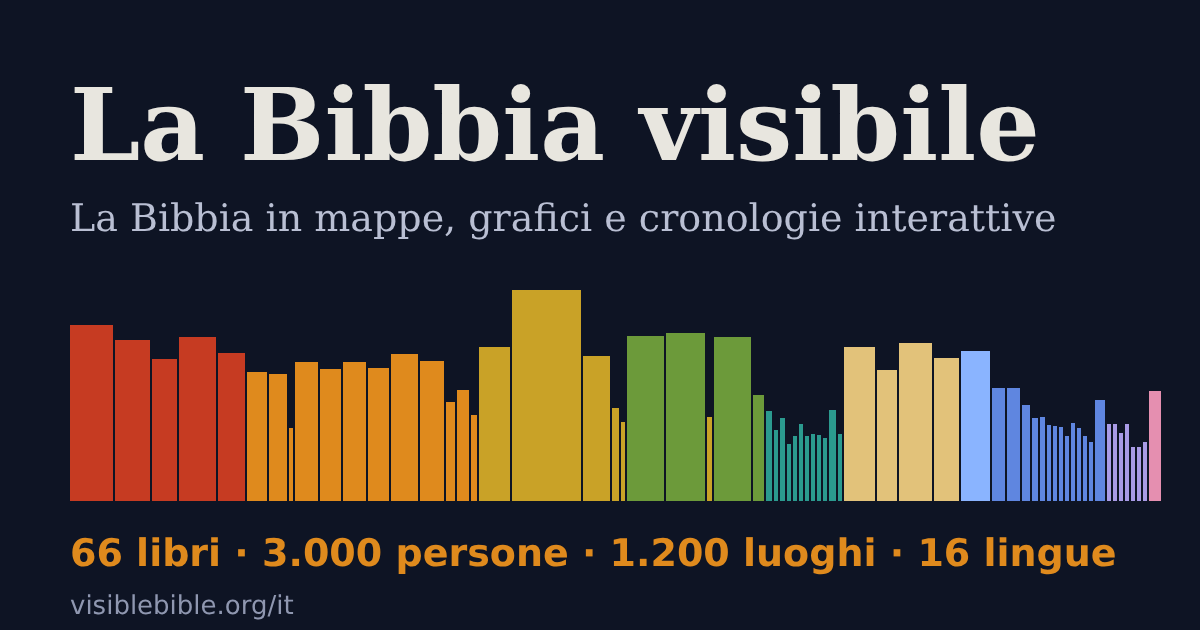 La Bibbia visibile
La Bibbia in mappe, grafici e cronologie interattive
66 libri · 3.000 persone · 1.200 luoghi · 16 lingue
visiblebible.org/it